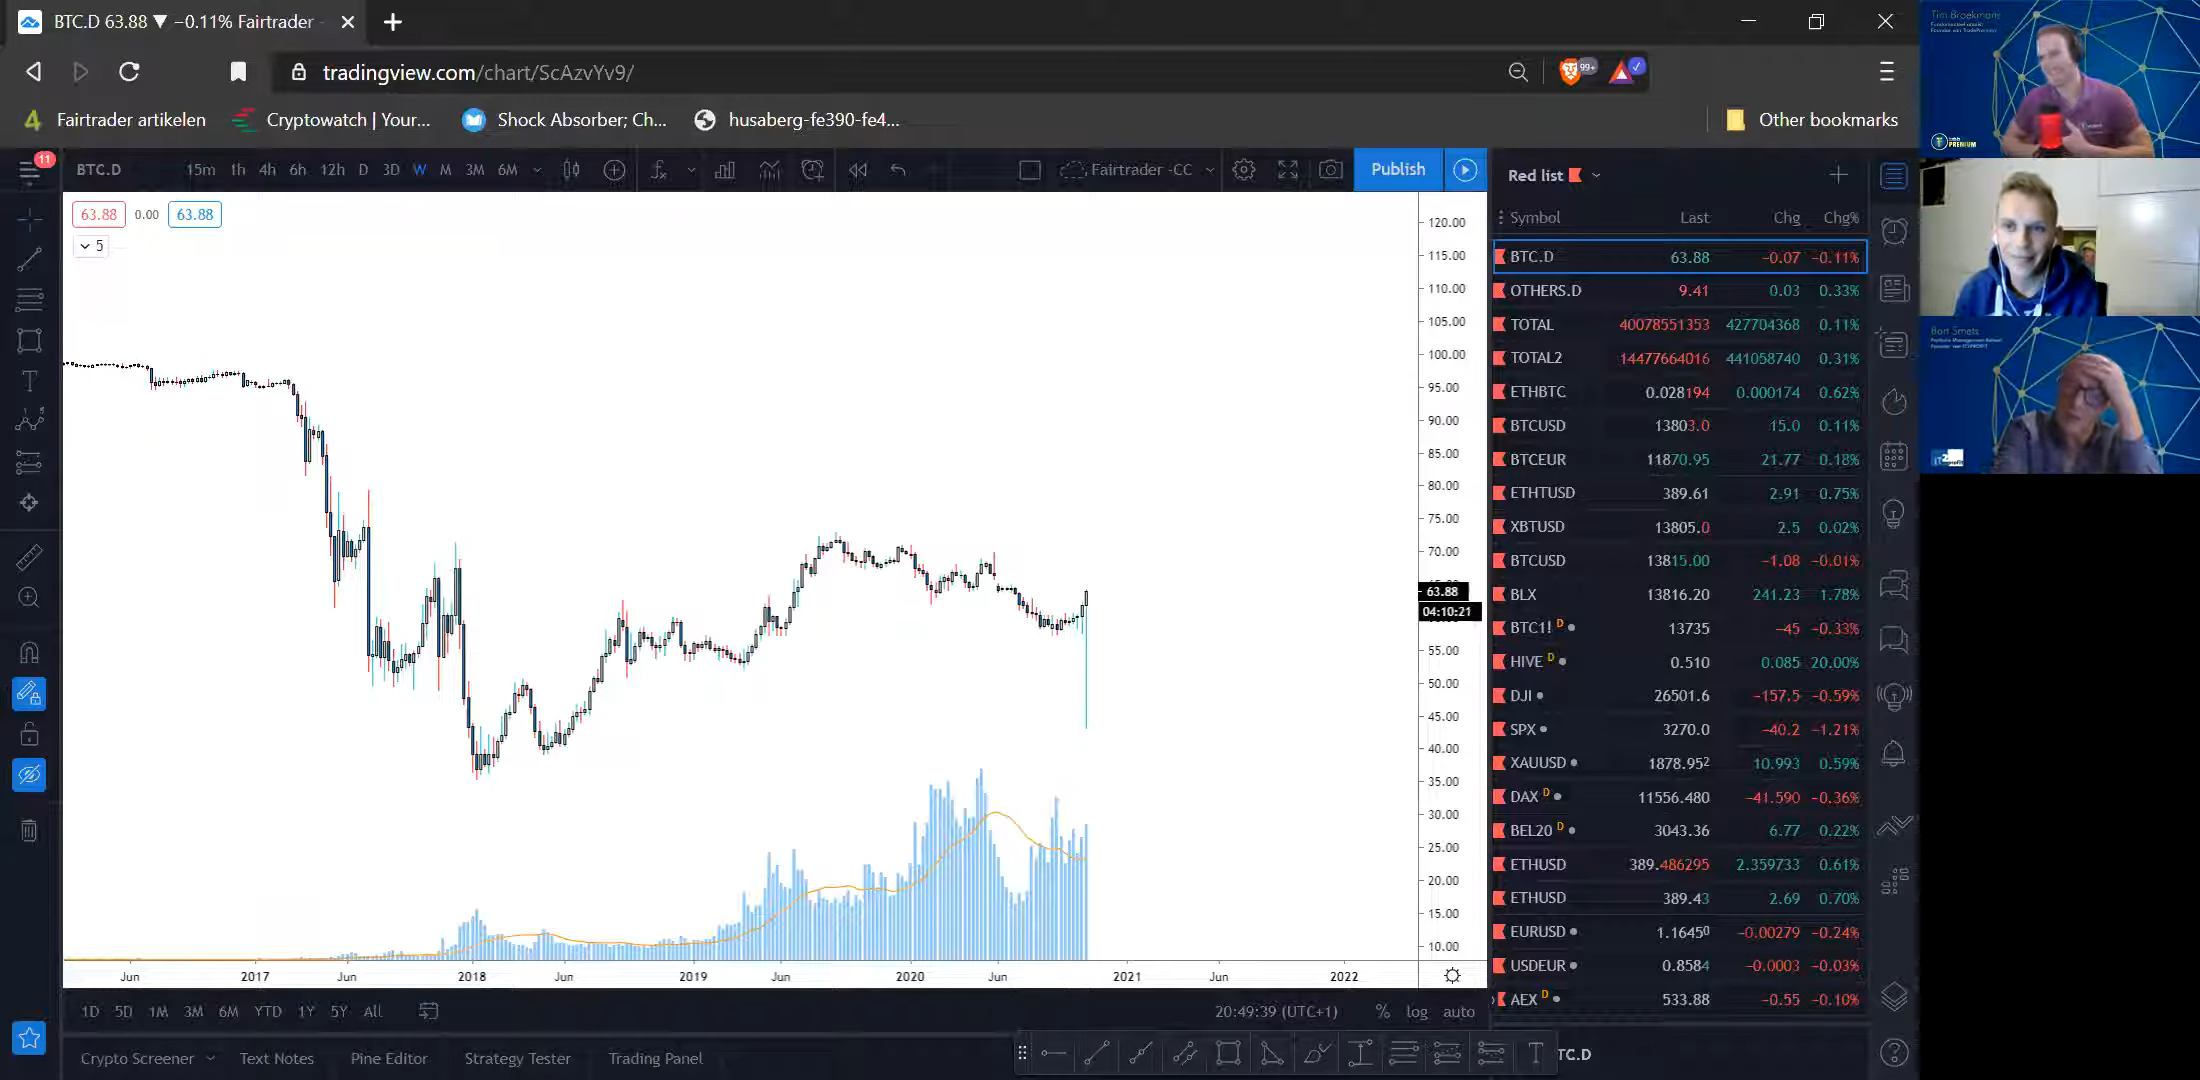 BTC.D 63.88 ▼ −0.11% Fairtrader
tradingview.com/chart/ScAzvYv9/
99+
Fairtrader artikelen
Cryptowatch | Your...
Shock Absorber; Ch...
husaberg-fe390-fe4...
Other bookmarks
11
BTC.D 15m 1h 4h 6h 12h D 3D W M 3M 6M
Fairtrader -CC
Publish
63.88 0.00 63.88
5
120.00
115.00
110.00
105.00
100.00
95.00
90.00
85.00
80.00
75.00
70.00
63.88
04:10:21
55.00
50.00
45.00
40.00
35.00
30.00
25.00
20.00
15.00
10.00
Jun 2017 Jun 2018 Jun 2019 Jun 2020 Jun 2021 Jun 2022
1D 5D 1M 3M 6M YTD 1Y 5Y All
20:49:39 (UTC+1) % log auto
Crypto Screener Text Notes Pine Editor Strategy Tester Trading Panel
Red list
Symbol Last Chg Chg%
BTC.D 63.88 −0.07 −0.11%
OTHERS.D 9.41 0.03 0.33%
TOTAL 40078551353 427704368 0.11%
TOTAL2 14477664016 441058740 0.31%
ETHBTC 0.028194 0.000174 0.62%
BTCUSD 13803.0 15.0 0.11%
BTCEUR 11870.95 21.77 0.18%
ETHTUSD 389.61 2.91 0.75%
XBTUSD 13805.0 2.5 0.02%
BTCUSD 13815.00 −1.08 −0.01%
BLX 13816.20 241.23 1.78%
BTC1! D 13735 −45 −0.33%
HIVE D 0.510 0.085 20.00%
DJI 26501.6 −157.5 −0.59%
SPX 3270.0 −40.2 −1.21%
XAUUSD 1878.952 10.993 0.59%
DAX D 11556.480 −41.590 −0.36%
BEL20 D 3043.36 6.77 0.22%
ETHUSD 389.486295 2.359733 0.61%
ETHUSD 389.43 2.69 0.70%
EURUSD 1.16450 −0.00279 −0.24%
USDEUR 0.8584 −0.0003 −0.03%
AEX D 533.88 −0.55 −0.10%
TC.D
Tim Broekmans
PREMIUM
Bart Smets